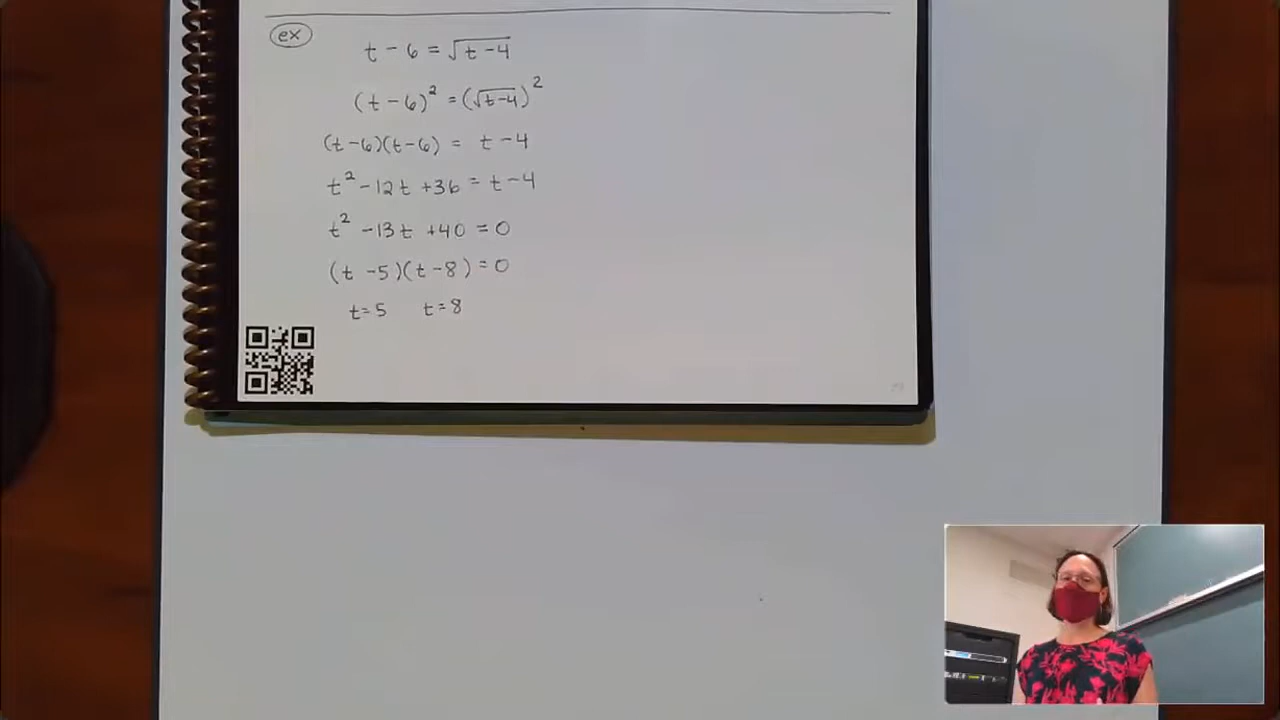 ex
t - 6 = √(t - 4)
(t - 6)² = (√(t-4))²
(t-6)(t-6) = t - 4
t² - 12t + 36 = t - 4
t² - 13t + 40 = 0
(t - 5)(t - 8) = 0
t = 5 t = 8